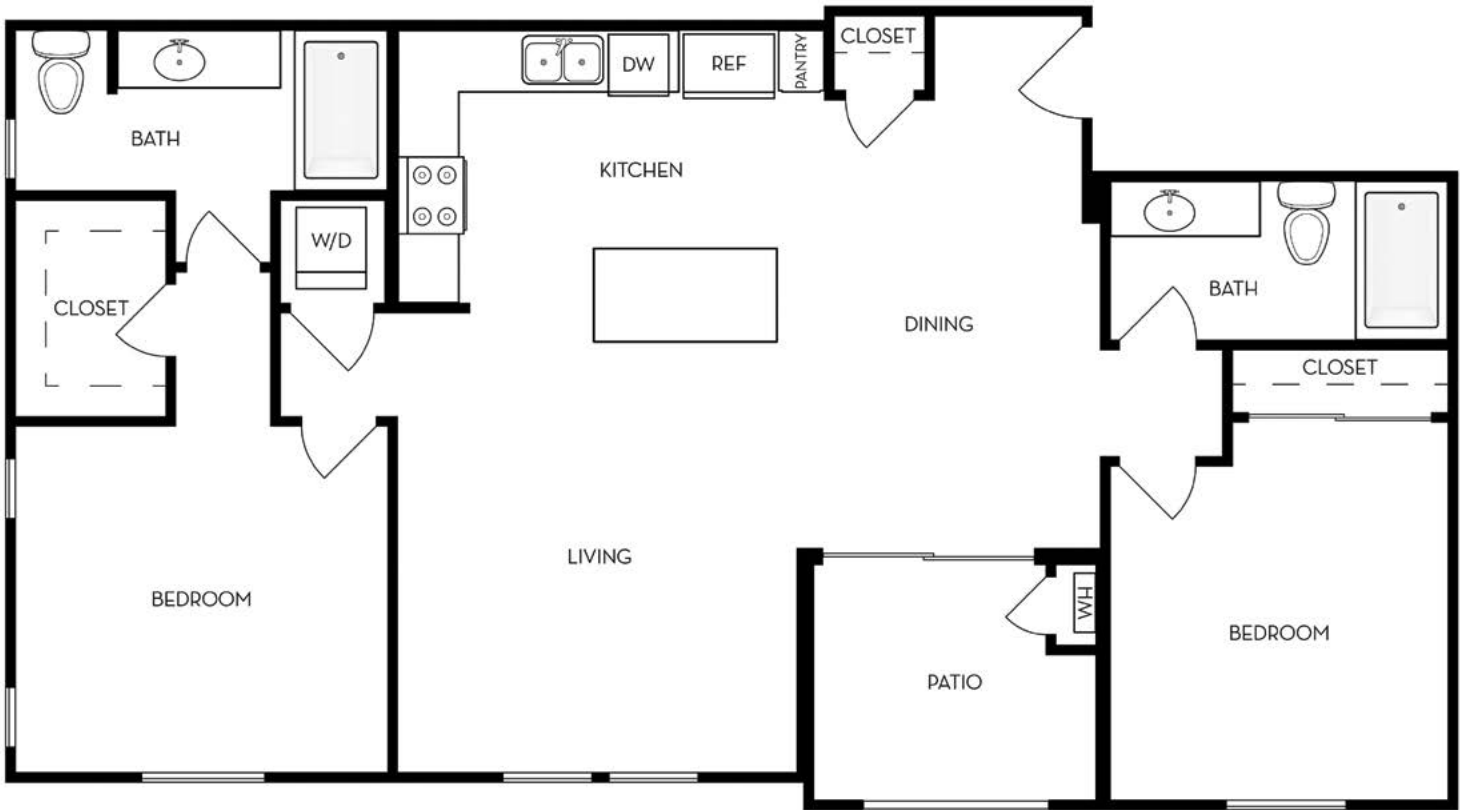 CLOSET
DW
REF
PANTRY
BATH
KITCHEN
W/D
BATH
CLOSET
DINING
CLOSET
LIVING
BEDROOM
WH
BEDROOM
PATIO